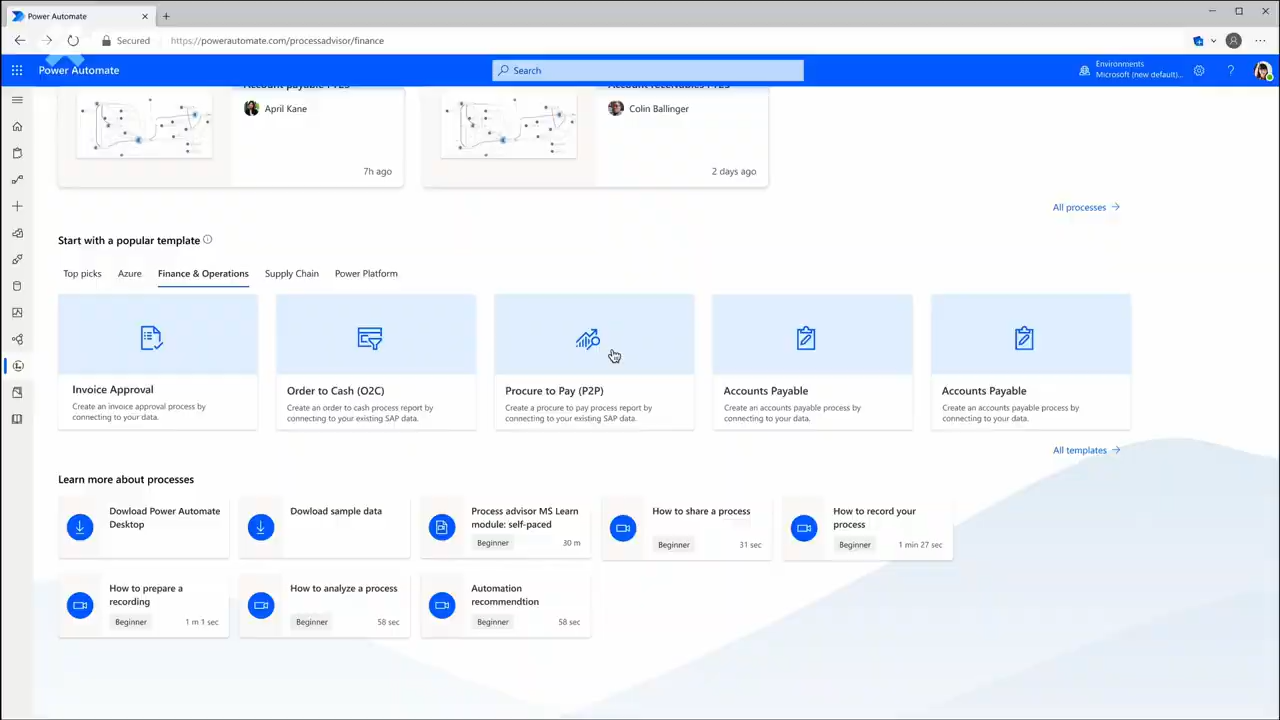 Power Automate
Secured
https://powerautomate.com/processadvisor/finance
Power Automate
Search
Environments
Microsoft (new default)...
Account payable FY23
April Kane
7h ago
Account receivables FY23
Colin Ballinger
2 days ago
All processes
Start with a popular template
Top picks
Azure
Finance & Operations
Supply Chain
Power Platform
Invoice Approval
Create an invoice approval process by
connecting to your data.
Order to Cash (O2C)
Create an order to cash process report by
connecting to your existing SAP data.
Procure to Pay (P2P)
Create a procure to pay process report by
connecting to your existing SAP data.
Accounts Payable
Create an accounts payable process by
connecting to your data.
Accounts Payable
Create an accounts payable process by
connecting to your data.
All templates
Learn more about processes
Dowload Power Automate
Desktop
Dowload sample data
Process advisor MS Learn
module: self-paced
Beginner
30 m
How to share a process
Beginner
31 sec
How to record your
process
Beginner
1 min 27 sec
How to prepare a
recording
Beginner
1 m 1 sec
How to analyze a process
Beginner
58 sec
Automation
recommendtion
Beginner
58 sec